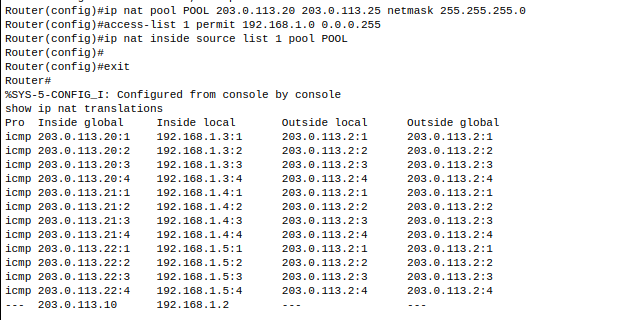 Router(config)#ip nat pool POOL 203.0.113.20 203.0.113.25 netmask 255.255.255.0
Router(config)#access-list 1 permit 192.168.1.0 0.0.0.255
Router(config)#ip nat inside source list 1 pool POOL
Router(config)#
Router(config)#exit
Router#
%SYS-5-CONFIG_I: Configured from console by console
show ip nat translations
Pro  Inside global     Inside local       Outside local      Outside global
icmp 203.0.113.20:1    192.168.1.3:1      203.0.113.2:1      203.0.113.2:1
icmp 203.0.113.20:2    192.168.1.3:2      203.0.113.2:2      203.0.113.2:2
icmp 203.0.113.20:3    192.168.1.3:3      203.0.113.2:3      203.0.113.2:3
icmp 203.0.113.20:4    192.168.1.3:4      203.0.113.2:4      203.0.113.2:4
icmp 203.0.113.21:1    192.168.1.4:1      203.0.113.2:1      203.0.113.2:1
icmp 203.0.113.21:2    192.168.1.4:2      203.0.113.2:2      203.0.113.2:2
icmp 203.0.113.21:3    192.168.1.4:3      203.0.113.2:3      203.0.113.2:3
icmp 203.0.113.21:4    192.168.1.4:4      203.0.113.2:4      203.0.113.2:4
icmp 203.0.113.22:1    192.168.1.5:1      203.0.113.2:1      203.0.113.2:1
icmp 203.0.113.22:2    192.168.1.5:2      203.0.113.2:2      203.0.113.2:2
icmp 203.0.113.22:3    192.168.1.5:3      203.0.113.2:3      203.0.113.2:3
icmp 203.0.113.22:4    192.168.1.5:4      203.0.113.2:4      203.0.113.2:4
---  203.0.113.10      192.168.1.2        ---                ---